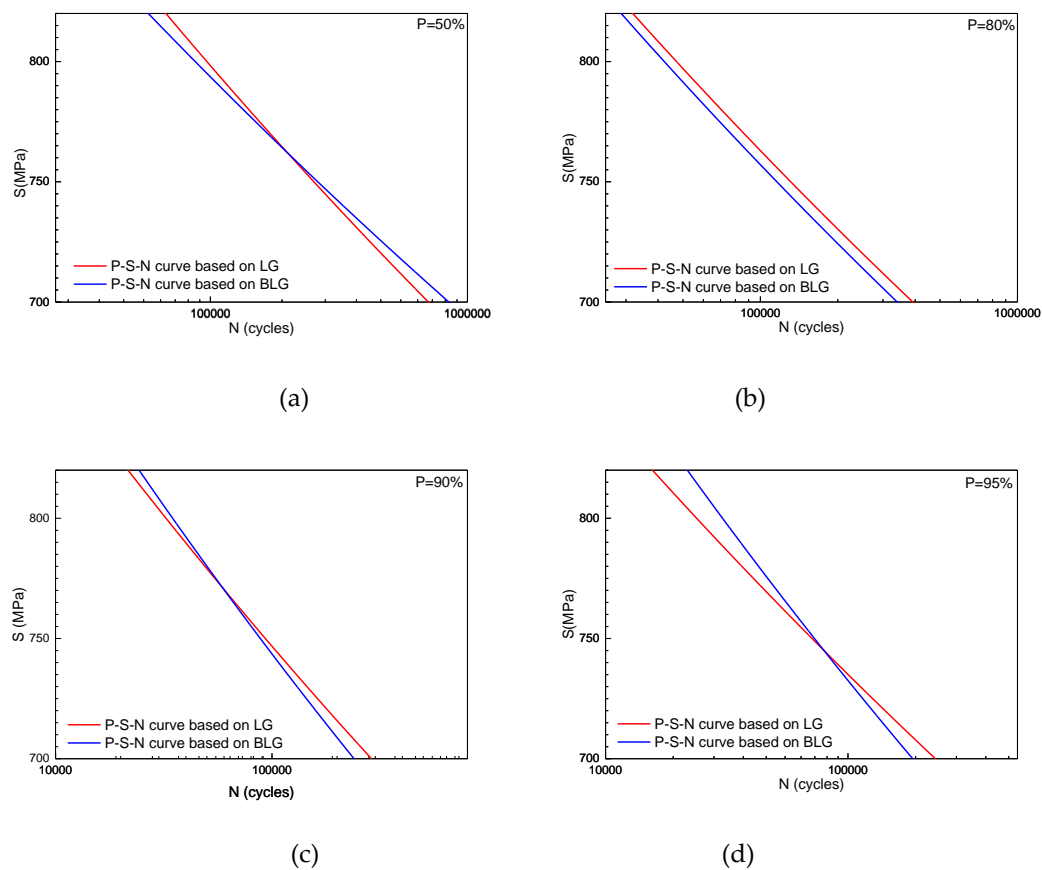 P=50%
800
750
700
S(MPa)
P-S-N curve based on LG
P-S-N curve based on BLG
100000
1000000
N (cycles)
(a)
P=80%
800
750
700
S(MPa)
P-S-N curve based on LG
P-S-N curve based on BLG
100000
1000000
N (cycles)
(b)
P=90%
800
750
700
S (MPa)
P-S-N curve based on LG
P-S-N curve based on BLG
10000
100000
N (cycles)
(c)
P=95%
800
750
700
S(MPa)
P-S-N curve based on LG
P-S-N curve based on BLG
10000
100000
N (cycles)
(d)